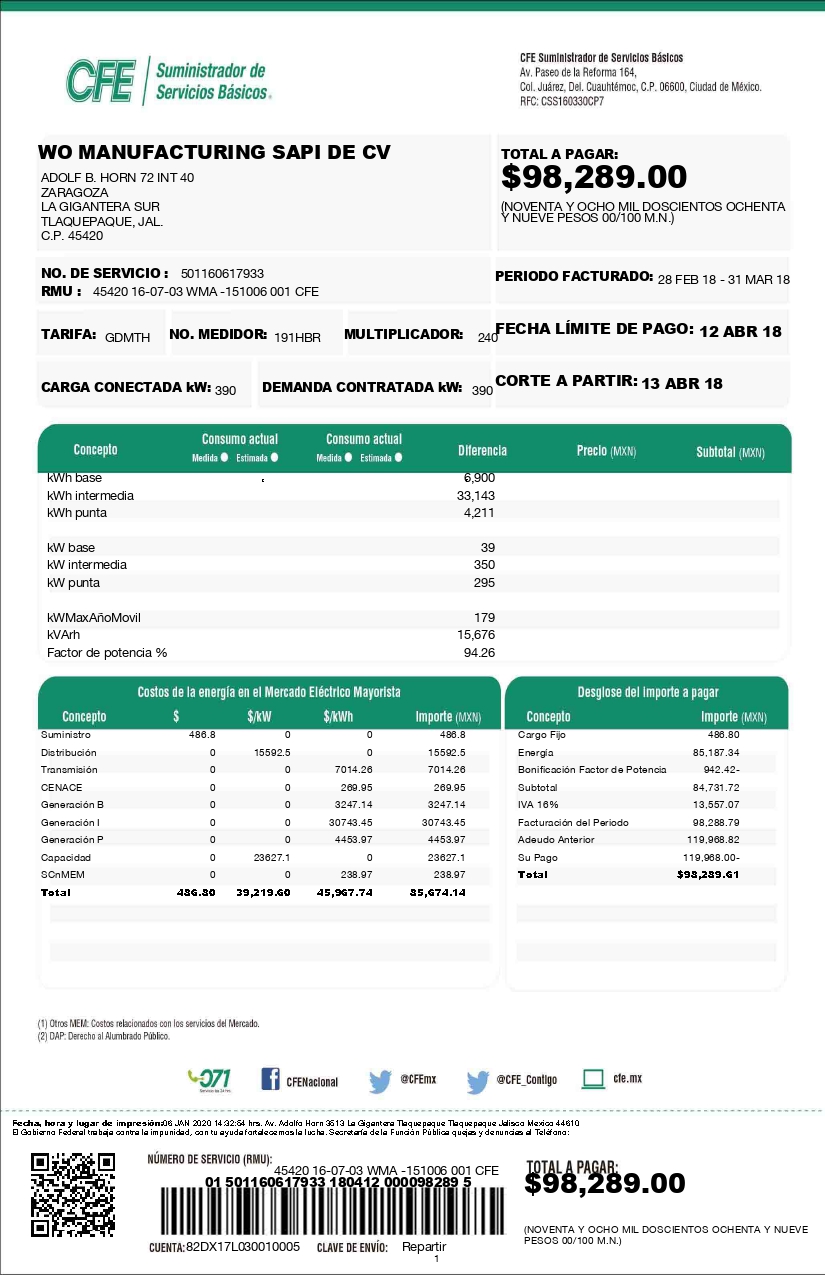 CFE Suministrador de
Servicios Básicos®
CFE Suministrador de Servicios Básicos
Av. Paseo de la Reforma 164,
Col. Juárez, Del. Cuauhtémoc, C.P. 06600, Ciudad de México.
RFC: CSS160330CP7
WO MANUFACTURING SAPI DE CV
ADOLF B. HORN 72 INT 40
ZARAGOZA
LA GIGANTERA SUR
TLAQUEPAQUE, JAL.
C.P. 45420
TOTAL A PAGAR:
$98,289.00
(NOVENTA Y OCHO MIL DOSCIENTOS OCHENTA
Y NUEVE PESOS 00/100 M.N.)
NO. DE SERVICIO : 501160617933
RMU : 45420 16-07-03 WMA -151006 001 CFE
PERIODO FACTURADO: 28 FEB 18 - 31 MAR 18
TARIFA: GDMTH NO. MEDIDOR: 191HBR MULTIPLICADOR: 240
FECHA LÍMITE DE PAGO: 12 ABR 18
CARGA CONECTADA kW: 390 DEMANDA CONTRATADA kW: 390
CORTE A PARTIR: 13 ABR 18
Concepto Consumo actual Consumo actual Diferencia Precio (MXN) Subtotal (MXN)
Medida Estimada Medida Estimada
kWh base 6,900
kWh intermedia 33,143
kWh punta 4,211
kW base 39
kW intermedia 350
kW punta 295
kWMaxAñoMovil 179
kVArh 15,676
Factor de potencia % 94.26
Costos de la energía en el Mercado Eléctrico Mayorista
Concepto $ $/kW $/kWh Importe (MXN)
Suministro 486.8 0 0 486.8
Distribución 0 15592.5 0 15592.5
Transmisión 0 0 7014.26 7014.26
CENACE 0 0 269.95 269.95
Generación B 0 0 3247.14 3247.14
Generación I 0 0 30743.45 30743.45
Generación P 0 0 4453.97 4453.97
Capacidad 0 23627.1 0 23627.1
SCnMEM 0 0 238.97 238.97
Total 486.80 39,219.60 45,967.74 85,674.14
Desglose del importe a pagar
Concepto Importe (MXN)
Cargo Fijo 486.80
Energía 85,187.34
Bonificación Factor de Potencia 942.42-
Subtotal 84,731.72
IVA 16% 13,557.07
Facturación del Periodo 98,288.79
Adeudo Anterior 119,968.82
Su Pago 119,968.00-
Total $98,289.61
(1) Otros MEM: Costos relacionados con los servicios del Mercado.
(2) DAP: Derecho al Alumbrado Público.
071 CFENacional @CFEmx @CFE_Contigo cfe.mx
Servicio las 24 hrs.
Fecha, hora y lugar de impresión:06 JAN 2020 14:32:54 hrs. Av. Adolfo Horn 3513 La Gigantera Tlaquepaque Tlaquepaque Jalisco Mexico 44610
El Gobierno Federal trabaja contra la impunidad, con tu ayuda fortalecemos la lucha. Secretaría de la Función Pública quejas y denuncias al Teléfono:
NÚMERO DE SERVICIO (RMU):
45420 16-07-03 WMA -151006 001 CFE
01 501160617933 180412 000098289 5
CUENTA: 82DX17L030010005 CLAVE DE ENVÍO: Repartir
1
TOTAL A PAGAR:
$98,289.00
(NOVENTA Y OCHO MIL DOSCIENTOS OCHENTA Y NUEVE
PESOS 00/100 M.N.)